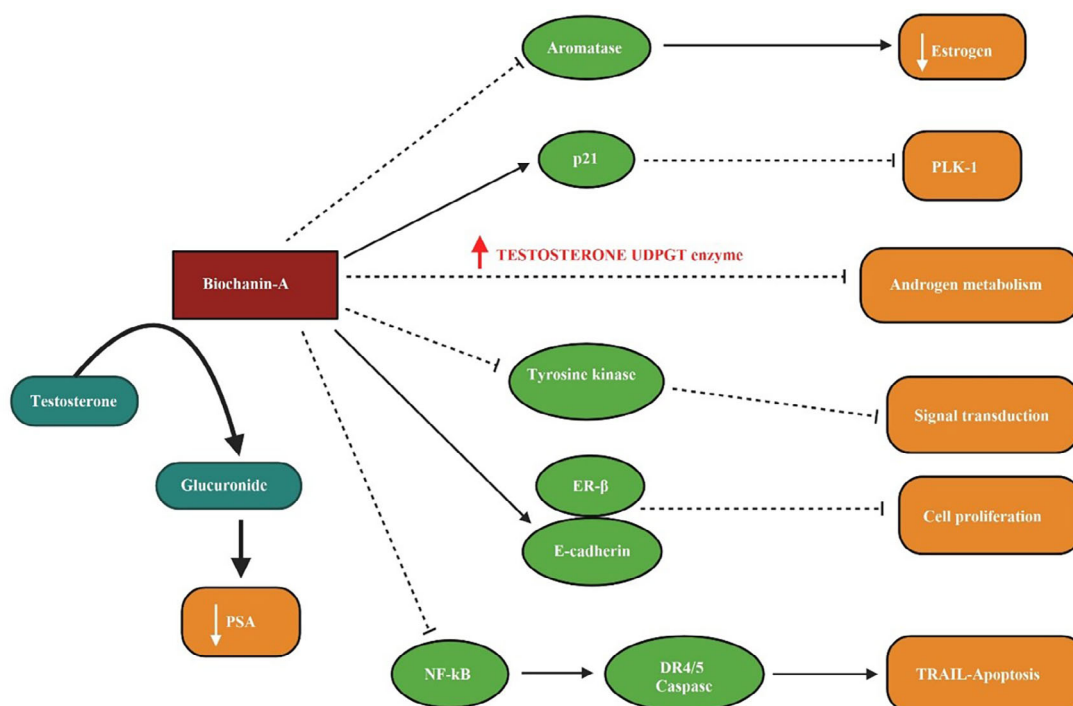 Aromatase
Estrogen
p21
PLK-1
TESTOSTERONE UDPGT enzyme
Biochanin-A
Androgen metabolism
Tyrosine kinase
Testosterone
Signal transduction
Glucuronide
ER-β
Cell proliferation
E-cadherin
PSA
NF-kB
DR4/5
Caspase
TRAIL-Apoptosis